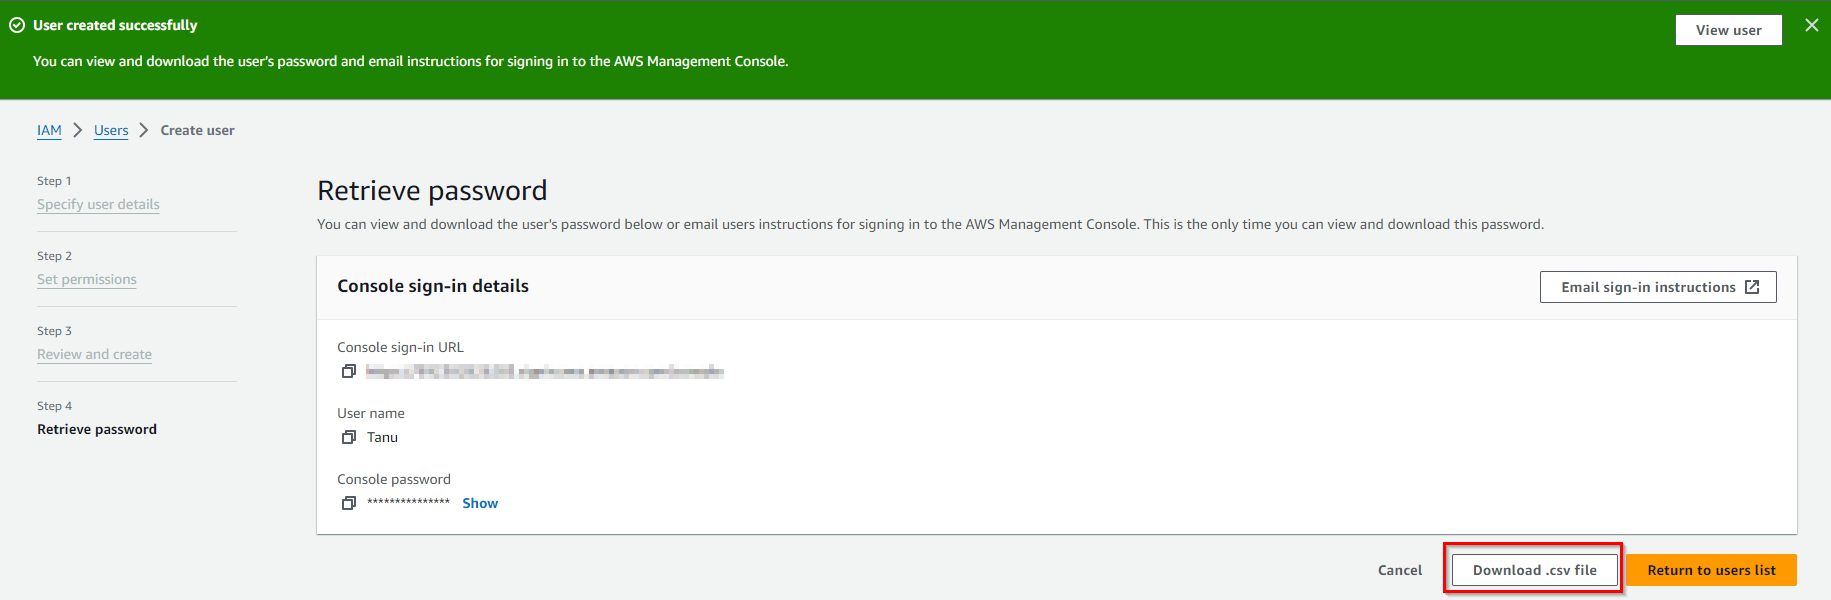 User created successfully
View user
You can view and download the user's password and email instructions for signing in to the AWS Management Console.
IAM > Users > Create user
Step 1
Specify user details
Step 2
Set permissions
Step 3
Review and create
Step 4
Retrieve password
Retrieve password
You can view and download the user's password below or email users instructions for signing in to the AWS Management Console. This is the only time you can view and download this password.
Console sign-in details
Email sign-in instructions
Console sign-in URL
User name
Tanu
Console password
*************** Show
Cancel
Download .csv file
Return to users list